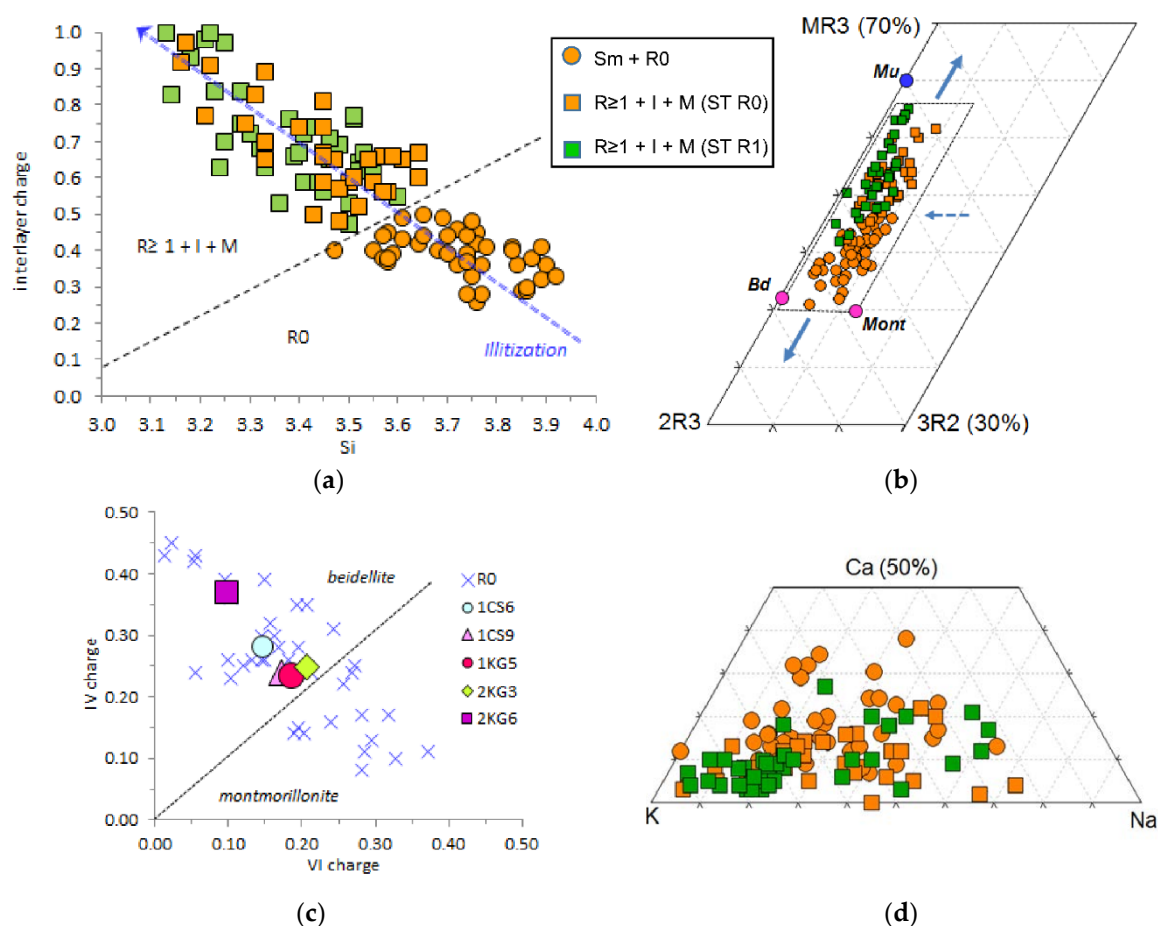 (a)
(b)
1.0
0.9
0.8
0.7
0.6
0.5
0.4
0.3
0.2
0.1
0.0
interlayer charge
R≥ 1 + I + M
R0
Illitization
3.0 3.1 3.2 3.3 3.4 3.5 3.6 3.7 3.8 3.9 4.0
Si
Sm + R0
R≥1 + I + M (ST R0)
R≥1 + I + M (ST R1)
MR3 (70%)
Mu
Bd
Mont
2R3
3R2 (30%)
(a)
(b)
0.50
0.40
0.30
0.20
0.10
0.00
IV charge
beidellite
montmorillonite
0.00 0.10 0.20 0.30 0.40 0.50
VI charge
R0
1CS6
1CS9
1KG5
2KG3
2KG6
Ca (50%)
K
Na
(c)
(d)